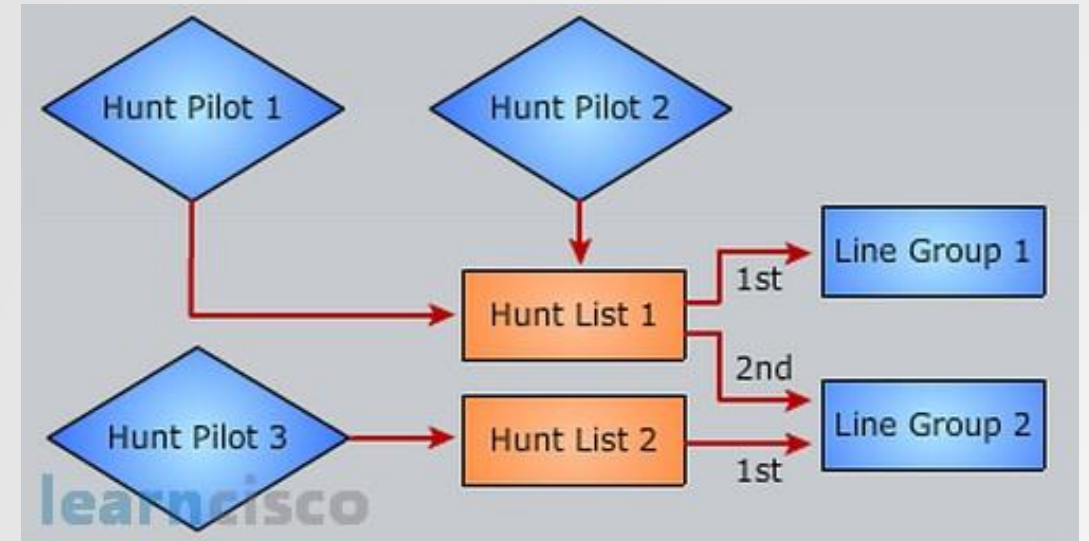 Hunt Pilot 1
Hunt Pilot 2
Line Group 1
1st
Hunt List 1
2nd
Line Group 2
Hunt Pilot 3
Hunt List 2
1st
learncisco